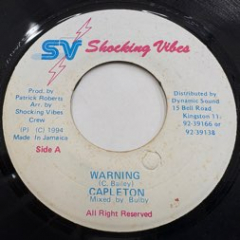 SV Shocking Vibes
Prod. by
Patrick Roberts
Arr. by
Shocking Vibes
Crew
(P) (C) 1994
Made in Jamaica
Side A
Distributed by
Dynamic Sound
15 Bell Road
Kingston 11.
92-39166 or
92-39138
WARNING
(C. Bailey)
CAPLETON
Mixed by Bulby
All Right Reserved